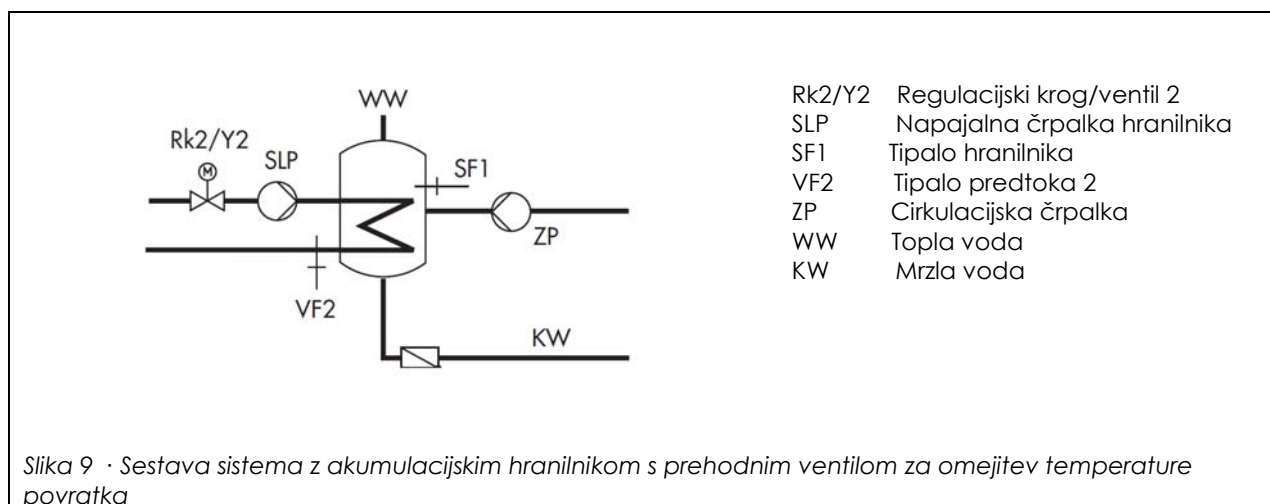 WW
Rk2/Y2
M
SLP
SF1
ZP
VF2
KW
Rk2/Y2 Regulacijski krog/ventil 2
SLP Napajalna črpalka hranilnika
SF1 Tipalo hranilnika
VF2 Tipalo predtoka 2
ZP Cirkulacijska črpalka
WW Topla voda
KW Mrzla voda
Slika 9 · Sestava sistema z akumulacijskim hranilnikom s prehodnim ventilom za omejitev temperature
povratka